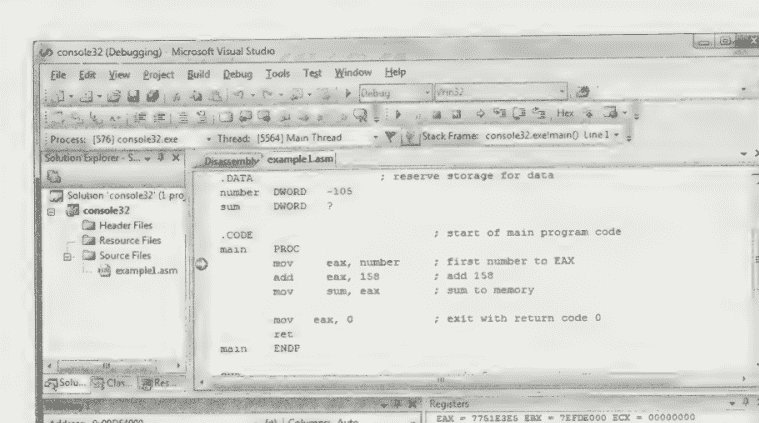 console32 (Debugging) - Microsoft Visual Studio
File Edit View Project Build Debug Tools Test Window Help
Debug Win32
Hex
Process: [576] console32.exe Thread: [5564] Main Thread Stack Frame: console32.exe!main() Line 1
Solution Explorer - S...
Disassembly example1.asm
Solution 'console32' (1 pro
console32
Header Files
Resource Files
Source Files
example1.asm
.DATA ; reserve storage for data
number DWORD -105
sum DWORD ?
.CODE ; start of main program code
main PROC
mov eax, number ; first number to EAX
add eax, 158 ; add 158
mov sum, eax ; sum to memory
mov eax, 0 ; exit with return code 0
ret
main ENDP
Solu... Clas... Res...
Registers
Columns: Auto
EAX = 7761E3E5 EBX = 7EFDE000 ECX = 00000000